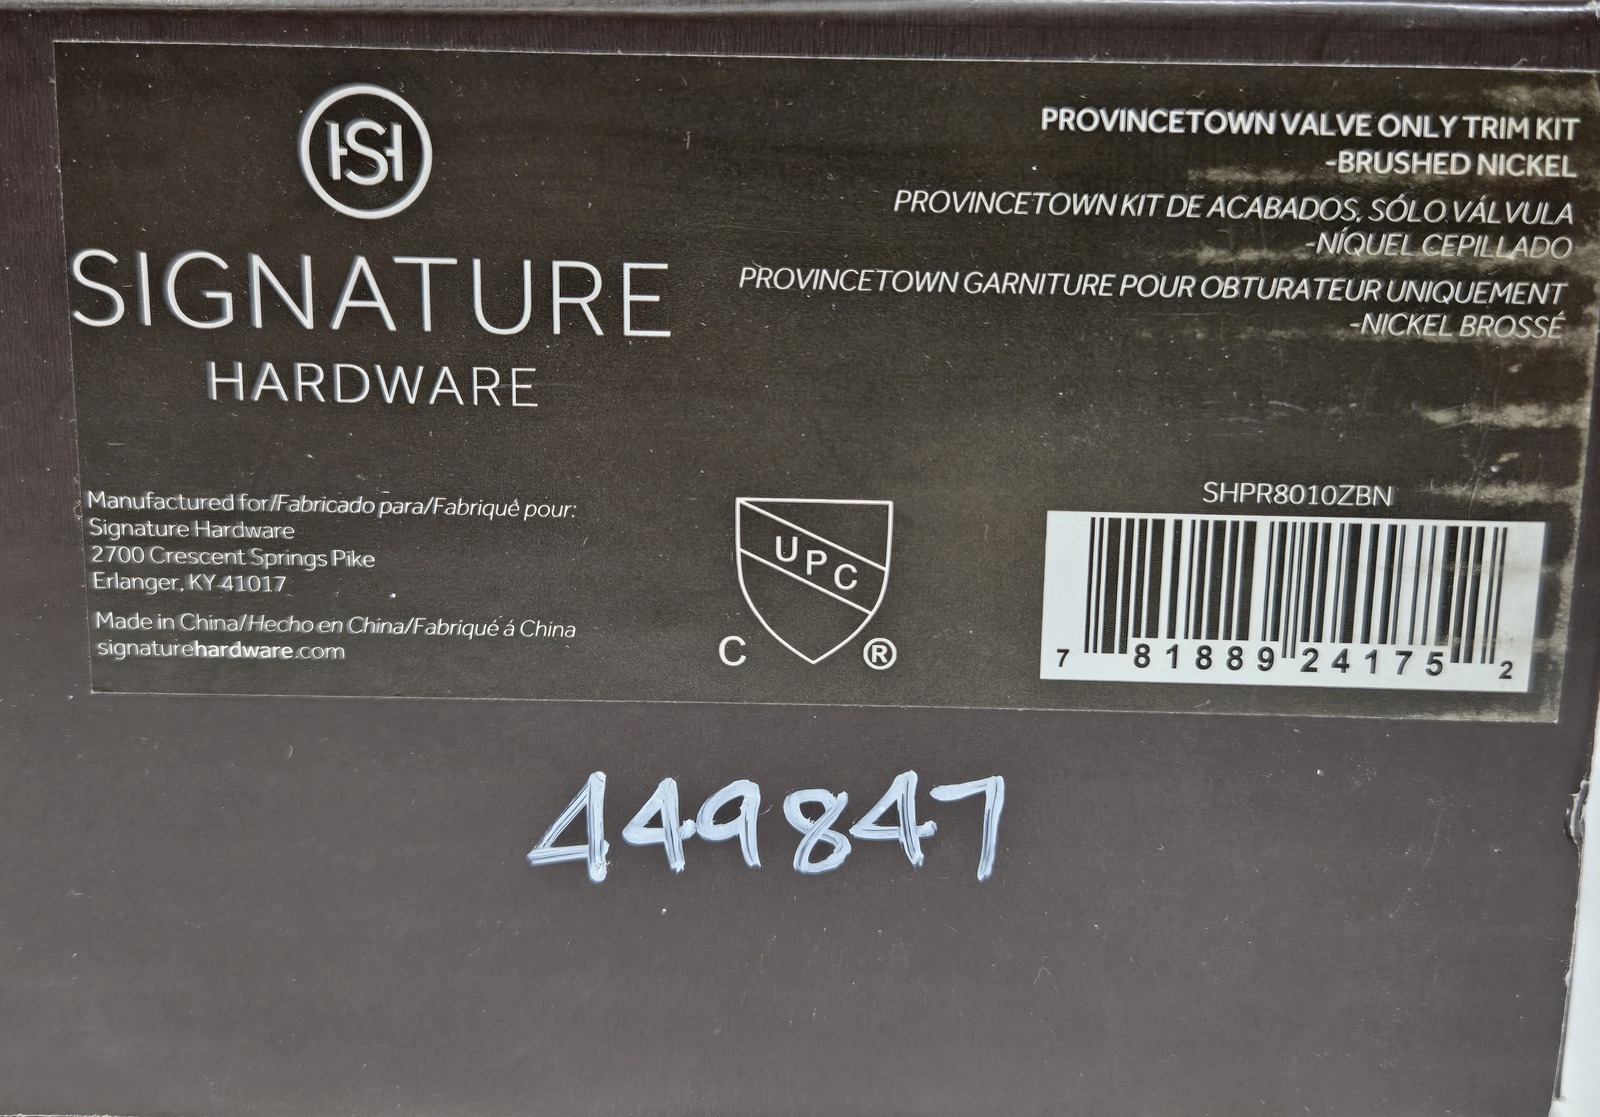 HSH
SIGNATURE
HARDWARE
PROVINCETOWN VALVE ONLY TRIM KIT
-BRUSHED NICKEL
PROVINCETOWN KIT DE ACABADOS, SÓLO VÁLVULA
-NÍQUEL CEPILLADO
PROVINCETOWN GARNITURE POUR OBTURATEUR UNIQUEMENT
-NICKEL BROSSÉ
Manufactured for/Fabricado para/Fabriqué pour:
Signature Hardware
2700 Crescent Springs Pike
Erlanger, KY 41017
Made in China/Hecho en China/Fabriqué á China
signaturehardware.com
UPC
C ®
SHPR8010ZBN
7 81889 24175 2
449847